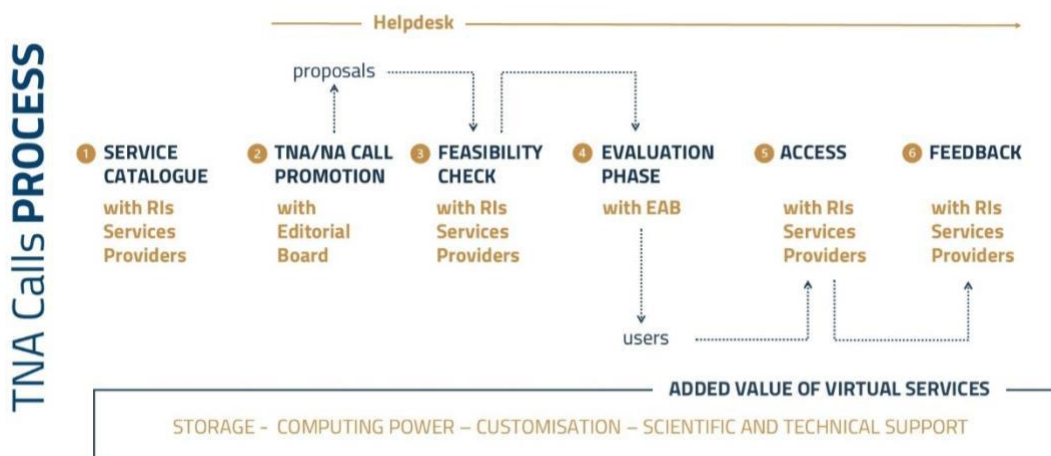 TNA Calls PROCESS
Helpdesk
proposals
1 SERVICE
CATALOGUE
with RIs
Services
Providers
2 TNA/NA CALL
PROMOTION
with
Editorial
Board
3 FEASIBILITY
CHECK
with RIs
Services
Providers
4 EVALUATION
PHASE
with EAB
users
5 ACCESS
with RIs
Services
Providers
6 FEEDBACK
with RIs
Services
Providers
ADDED VALUE OF VIRTUAL SERVICES
STORAGE - COMPUTING POWER – CUSTOMISATION – SCIENTIFIC AND TECHNICAL SUPPORT